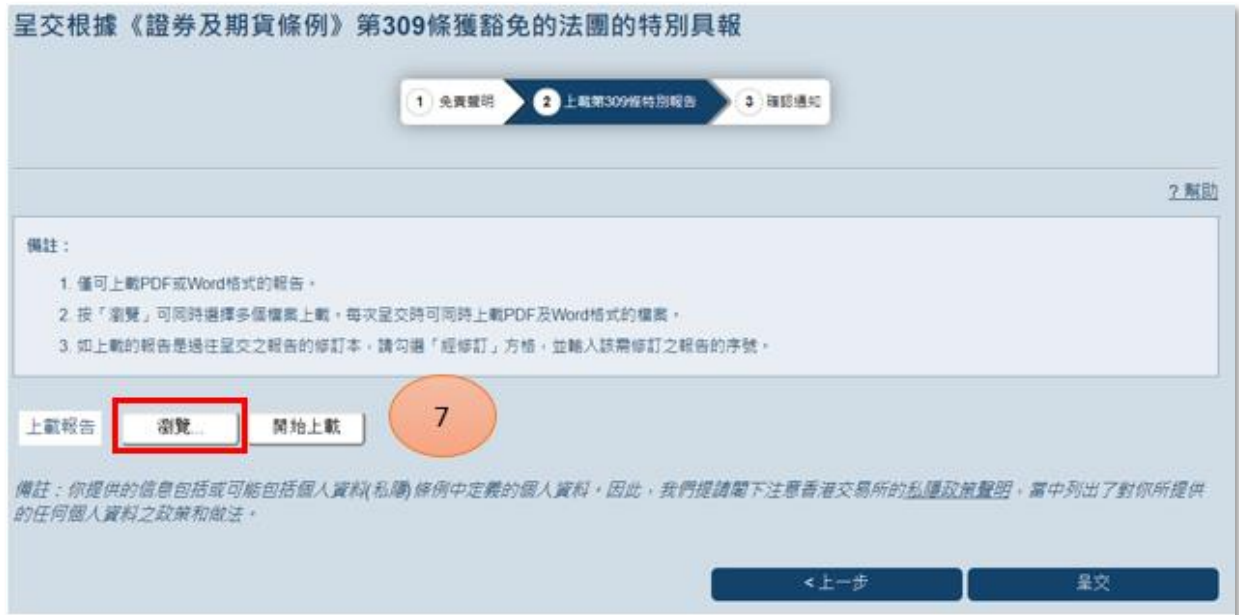 呈交根據《證券及期貨條例》第309條獲豁免的法團的特別具報
1 免責聲明 2 上載第309條特別報告 3 確認通知
? 幫助
備註：
1. 僅可上載PDF或Word格式的報告。
2. 按「瀏覽」可同時選擇多個檔案上載。每次呈交時可同時上載PDF及Word格式的檔案。
3. 如上載的報告是過往呈交之報告的修訂本，請勾選「經修訂」方格，並輸入該需修訂之報告的序號。
上載報告 瀏覽... 開始上載 7
備註：你提供的信息包括或可能包括個人資料(私隱)條例中定義的個人資料。因此，我們提請閣下注意香港交易所的私隱政策聲明，當中列出了對你所提供
的任何個人資料之政策和做法。
<上一步 呈交